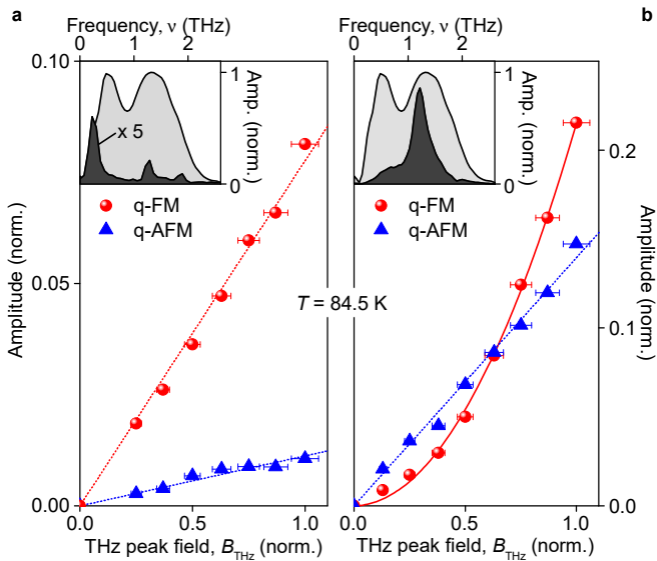 a
b
Frequency, ν (THz)
0 1 2
Frequency, ν (THz)
0 1 2
0.10
1
Amp. (norm.)
0
x 5
q-FM
q-AFM
1
Amp. (norm.)
0
q-FM
q-AFM
T = 84.5 K
0.05
0.00
Amplitude (norm.)
0.2
0.1
0.0
Amplitude (norm.)
0.0 0.5 1.0
THz peak field, BTHz (norm.)
0.0 0.5 1.0
THz peak field, BTHz (norm.)